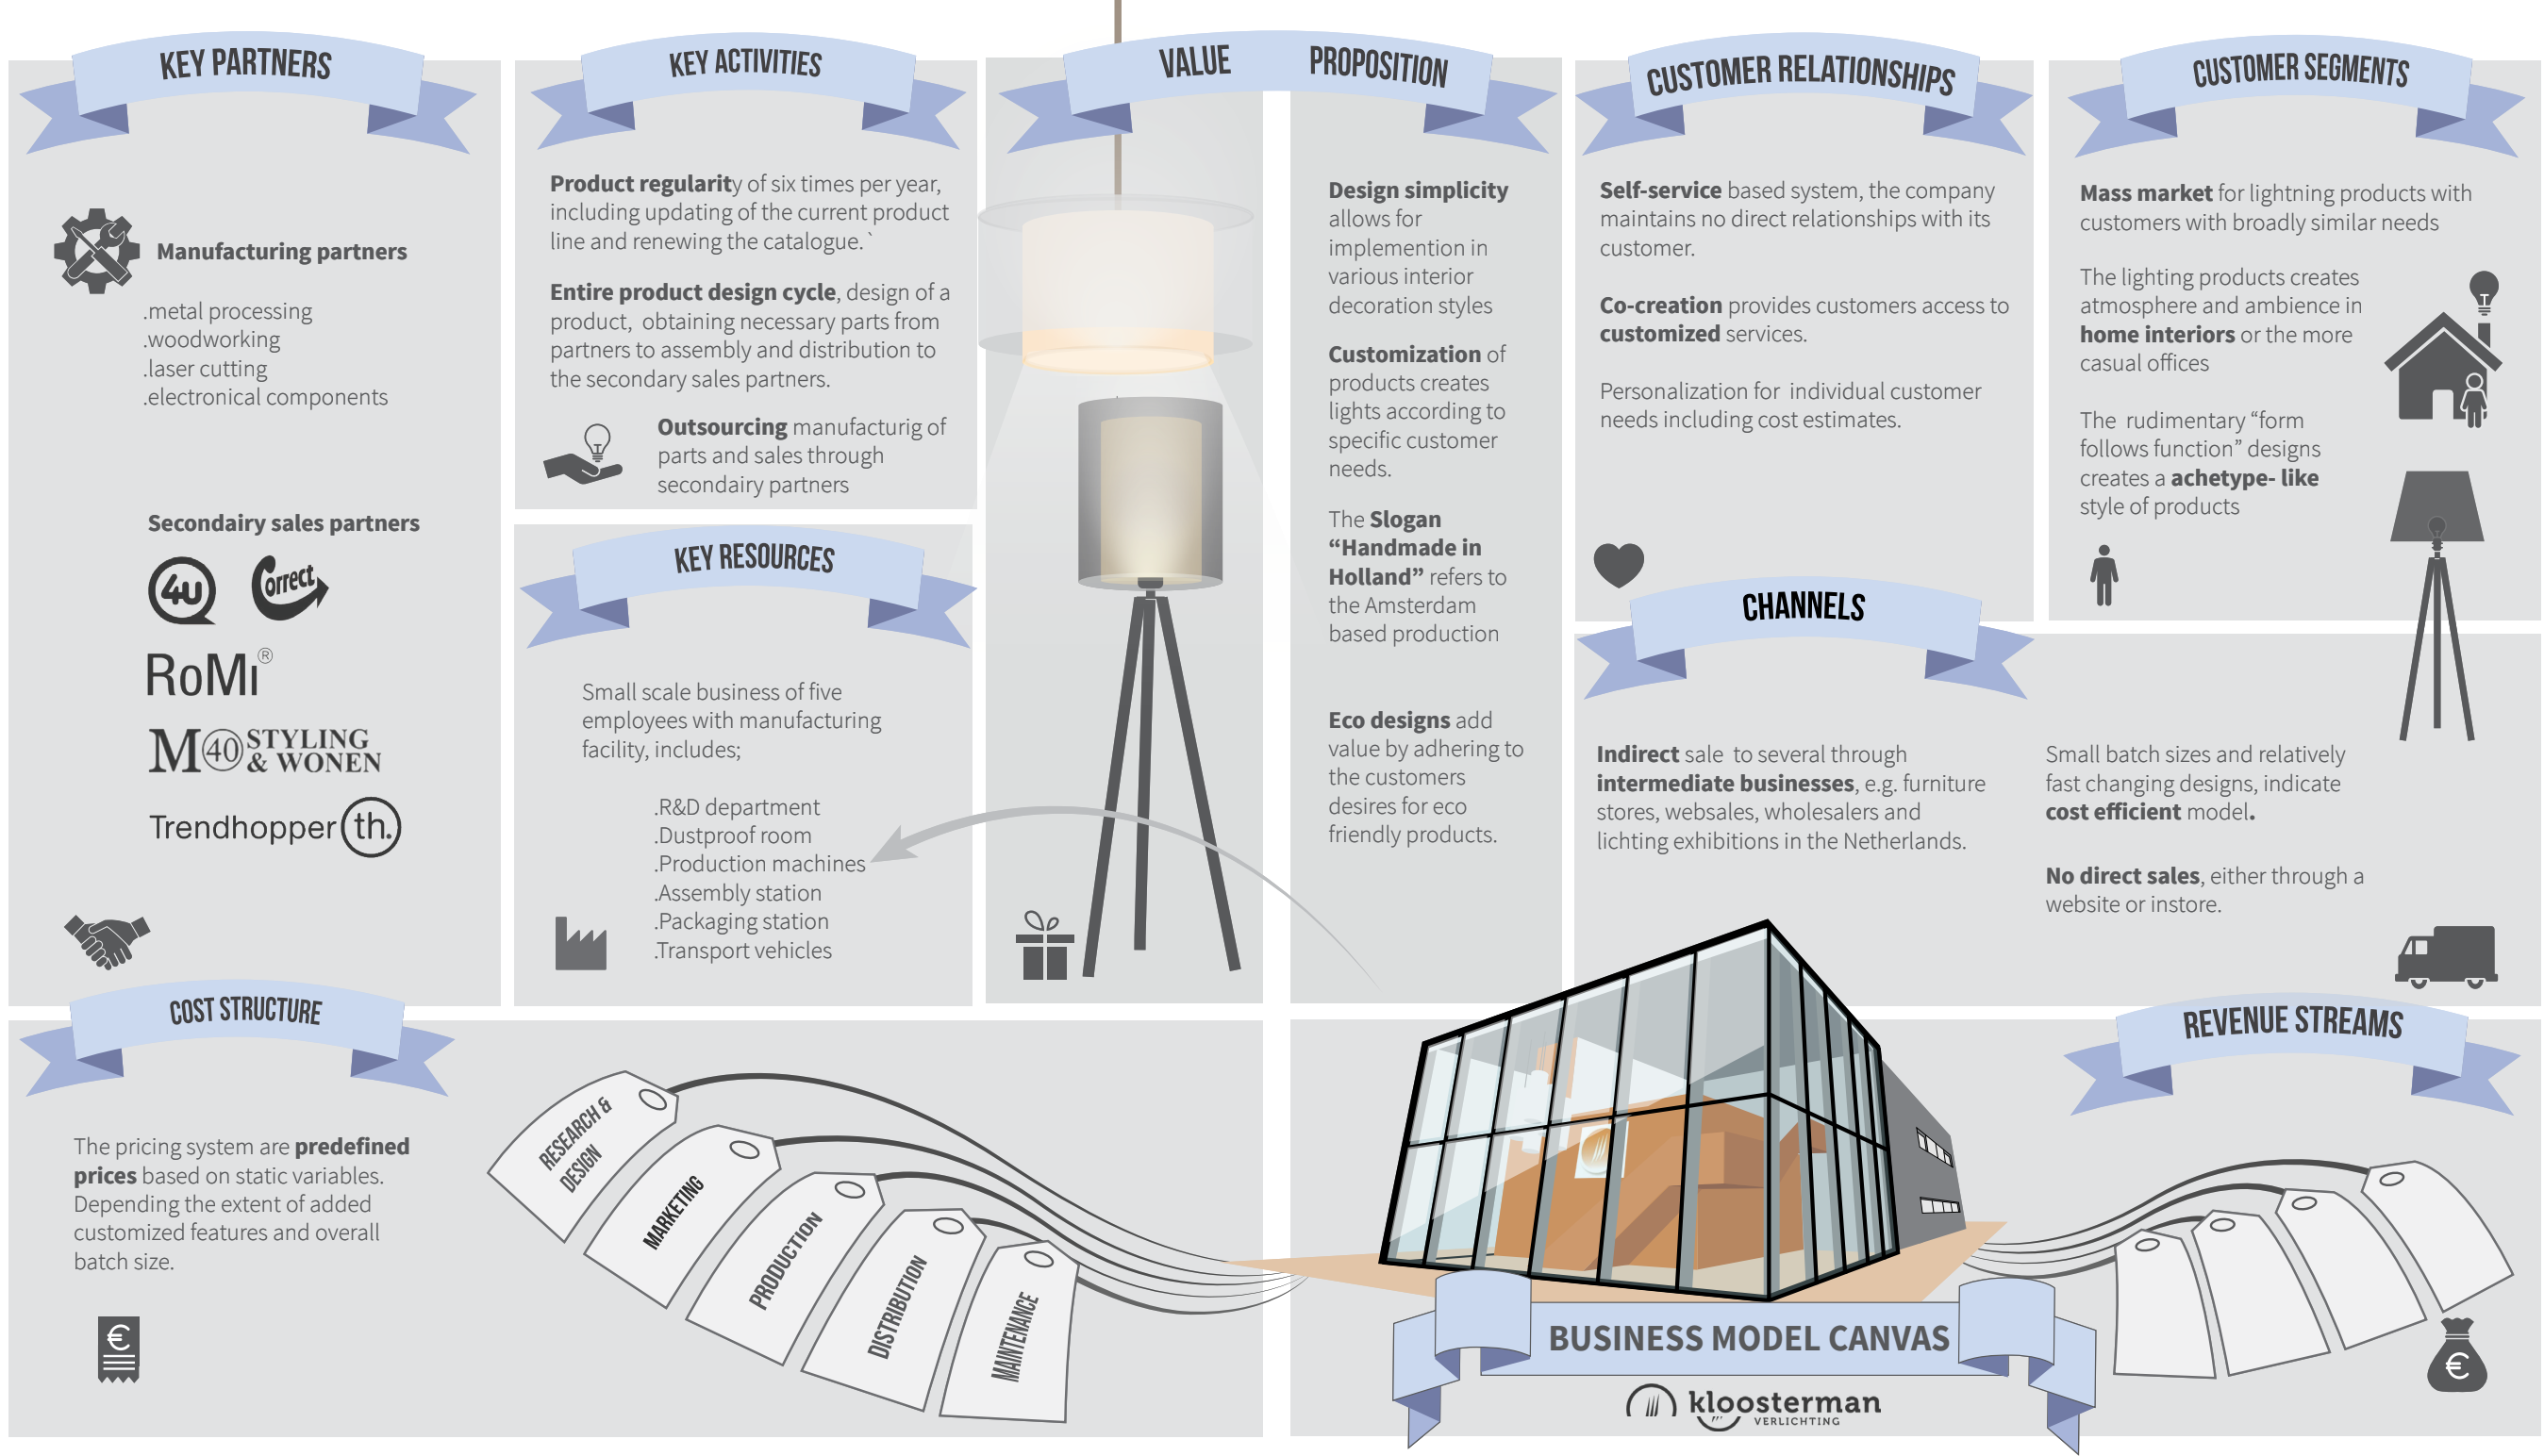 KEY PARTNERS
Manufacturing partners
.metal processing
.woodworking
.laser cutting
.electronical components
Secondairy sales partners
4U
Correct
RoMi®
M40 STYLING
& WONEN
Trendhopper th.
KEY ACTIVITIES
Product regularity of six times per year,
including updating of the current product
line and renewing the catalogue. `
Entire product design cycle, design of a
product, obtaining necessary parts from
partners to assembly and distribution to
the secondary sales partners.
Outsourcing manufacturig of
parts and sales through
secondairy partners
KEY RESOURCES
Small scale business of five
employees with manufacturing
facility, includes;
.R&D department
.Dustproof room
.Production machines
.Assembly station
.Packaging station
.Transport vehicles
VALUE PROPOSITION
Design simplicity
allows for
implemention in
various interior
decoration styles
Customization of
products creates
lights according to
specific customer
needs.
The Slogan
“Handmade in
Holland” refers to
the Amsterdam
based production
Eco designs add
value by adhering to
the customers
desires for eco
friendly products.
CUSTOMER RELATIONSHIPS
Self-service based system, the company
maintains no direct relationships with its
customer.
Co-creation provides customers access to
customized services.
Personalization for individual customer
needs including cost estimates.
CUSTOMER SEGMENTS
Mass market for lightning products with
customers with broadly similar needs
The lighting products creates
atmosphere and ambience in
home interiors or the more
casual offices
The rudimentary “form
follows function” designs
creates a achetype- like
style of products
CHANNELS
Indirect sale to several through
intermediate businesses, e.g. furniture
stores, websales, wholesalers and
lichting exhibitions in the Netherlands.
Small batch sizes and relatively
fast changing designs, indicate
cost efficient model.
No direct sales, either through a
website or instore.
COST STRUCTURE
The pricing system are predefined
prices based on static variables.
Depending the extent of added
customized features and overall
batch size.
€
RESEARCH &
DESIGN
MARKETING
PRODUCTION
DISTRIBUTION
MAINTENANCE
REVENUE STREAMS
€
BUSINESS MODEL CANVAS
kloosterman
VERLICHTING